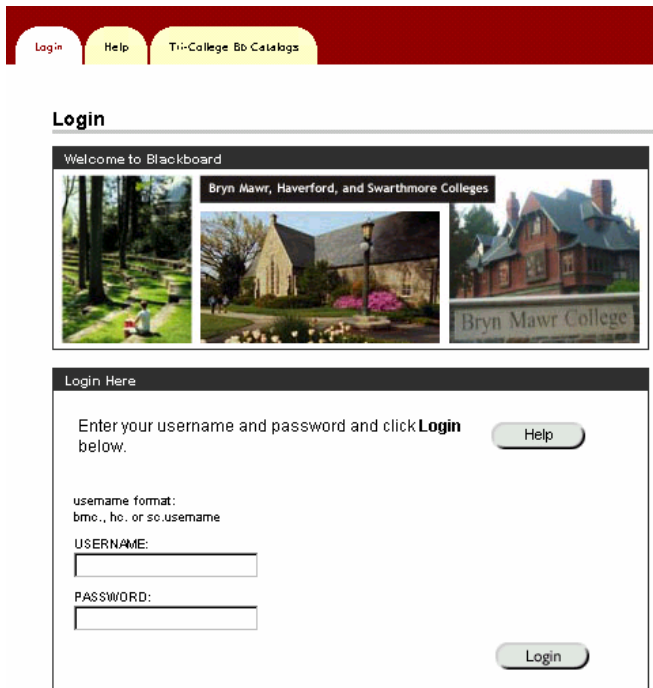 Login
Help
Tri-College Bb Catalogs
Login
Welcome to Blackboard
Bryn Mawr, Haverford, and Swarthmore Colleges
Bryn Mawr College
Login Here
Enter your username and password and click Login
below.
Help
username format:
bmc., hc. or sc.username
USERNAME:
PASSWORD:
Login